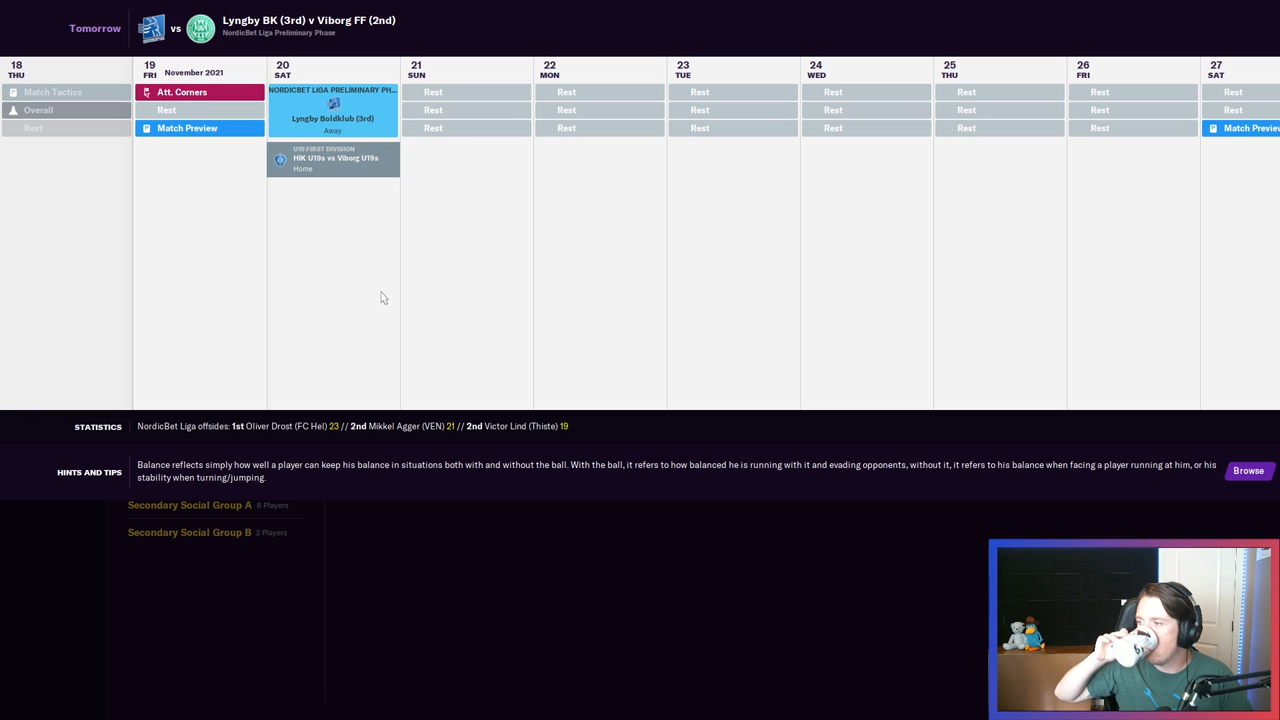 Tomorrow
vs
Lyngby BK (3rd) v Viborg FF (2nd)
NordicBet Liga Preliminary Phase
18
THU
Match Tactics
Overall
Rest
19
FRI November 2021
Att. Corners
Rest
Match Preview
20
SAT
NORDICBET LIGA PRELIMINARY PH...
Lyngby Boldklub (3rd)
Away
U19 FIRST DIVISION
HIK U19s vs Viborg U19s
Home
21
SUN
Rest
Rest
Rest
22
MON
Rest
Rest
Rest
23
TUE
Rest
Rest
Rest
24
WED
Rest
Rest
Rest
25
THU
Rest
Rest
Rest
26
FRI
Rest
Rest
Rest
27
SAT
Rest
Rest
Match Preview
STATISTICS
NordicBet Liga offsides: 1st Oliver Drost (FC Hel) 23 // 2nd Mikkel Agger (VEN) 21 // 2nd Victor Lind (Thiste) 19
HINTS AND TIPS
Balance reflects simply how well a player can keep his balance in situations both with and without the ball. With the ball, it refers to how balanced he is running with it and evading opponents, without it, it refers to his balance when facing a player running at him, or his
stability when turning/jumping.
Browse
Secondary Social Group A 8 Players
Secondary Social Group B 2 Players